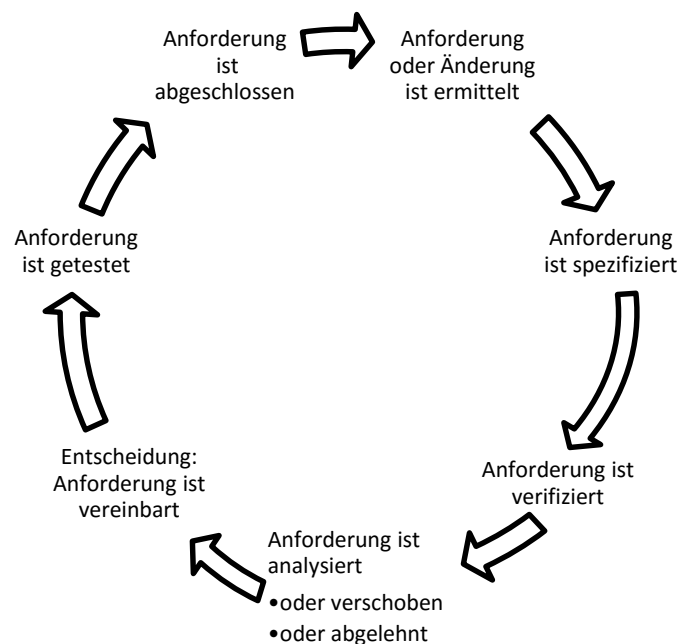 Anforderung
ist
abgeschlossen
Anforderung
oder Änderung
ist ermittelt
Anforderung
ist spezifiziert
Anforderung ist
verifiziert
Anforderung ist
analysiert
•oder verschoben
•oder abgelehnt
Entscheidung:
Anforderung ist
vereinbart
Anforderung
ist getestet